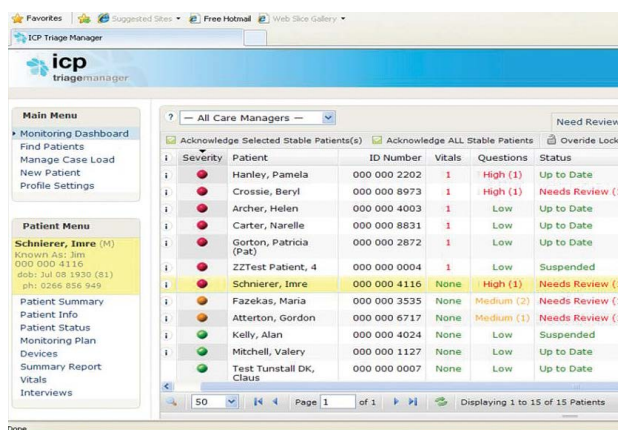 Favorites
Suggested Sites
Free Hotmail
Web Slice Gallery
ICP Triage Manager
icp
triagemanager
Main Menu
Monitoring Dashboard
Find Patients
Manage Case Load
New Patient
Profile Settings
Patient Menu
Schnierer, Imre (M)
Known As: Jim
000 000 4116
dob: Jul 08 1930 (81)
ph: 0266 856 949
Patient Summary
Patient Info
Patient Status
Monitoring Plan
Devices
Summary Report
Vitals
Interviews
? — All Care Managers —
Need Review
Acknowledge Selected Stable Patients(s) Acknowledge ALL Stable Patients Overide Lock
i Severity Patient ID Number Vitals Questions Status
i Hanley, Pamela 000 000 2202 1 High (1) Up to Date
i Crossie, Beryl 000 000 8973 1 High (1) Needs Review (
i Archer, Helen 000 000 4003 1 Low Up to Date
i Carter, Narelle 000 000 8831 1 Low Up to Date
i Gorton, Patricia 000 000 2872 1 Low Up to Date
(Pat)
i ZZTest Patient, 4 000 000 0004 1 Low Suspended
i Schnierer, Imre 000 000 4116 None High (1) Needs Review (
i Fazekas, Maria 000 000 3535 None Medium (2) Needs Review (
i Atterton, Gordon 000 000 6717 None Medium (1) Needs Review (
i Kelly, Alan 000 000 4024 None Low Suspended
i Mitchell, Valery 000 000 1127 None Low Up to Date
i Test Tunstall DK, 000 000 0007 None Low Up to Date
Claus
50 Page 1 of 1 Displaying 1 to 15 of 15 Patients
Done